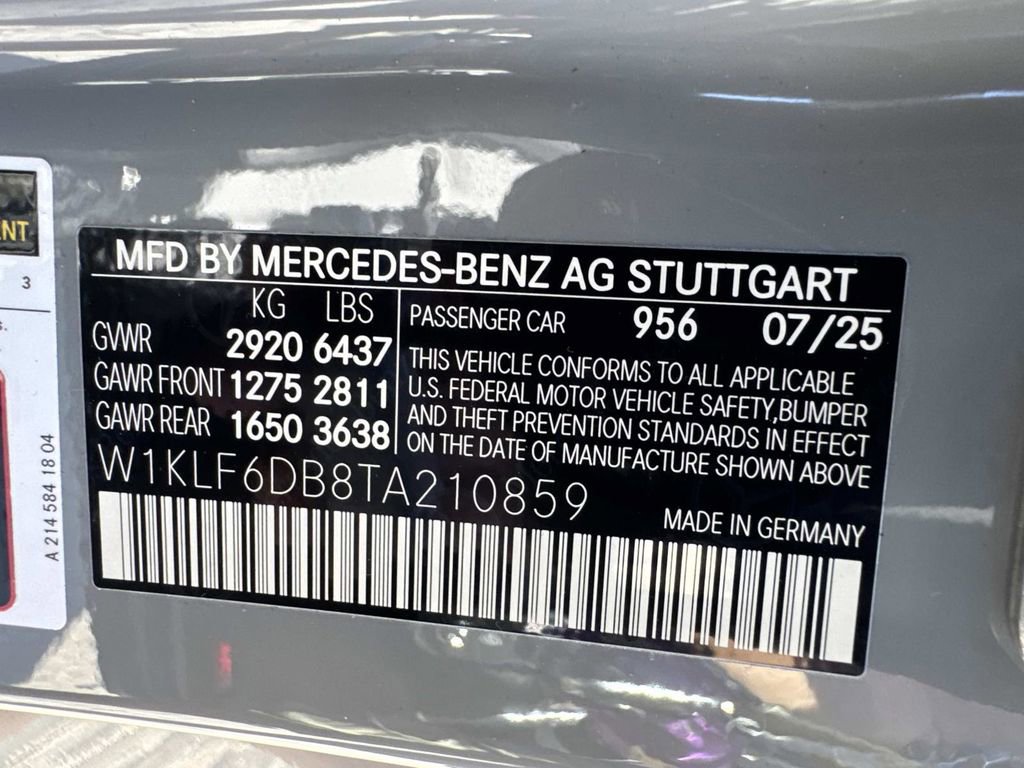 MFD BY MERCEDES-BENZ AG STUTTGART
KG LBS
GVWR 2920 6437
GAWR FRONT 1275 2811
GAWR REAR 1650 3638
PASSENGER CAR 956 07/25
THIS VEHICLE CONFORMS TO ALL APPLICABLE
U.S. FEDERAL MOTOR VEHICLE SAFETY,BUMPER
AND THEFT PREVENTION STANDARDS IN EFFECT
ON THE DATE OF MANUFACTURE SHOWN ABOVE
W1KLF6DB8TA210859
MADE IN GERMANY
3
A 214 584 18 04